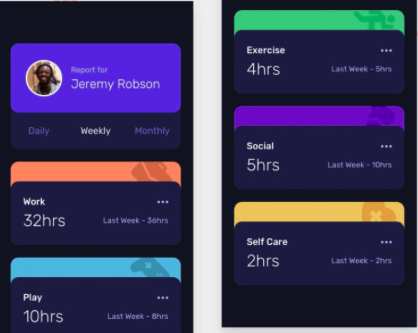 Report for
Jeremy Robson
Daily Weekly Monthly
Work
32hrs Last Week - 36hrs
Play
10hrs Last Week - 8hrs
Exercise
4hrs Last Week - 5hrs
Social
5hrs Last Week - 10hrs
Self Care
2hrs Last Week - 2hrs